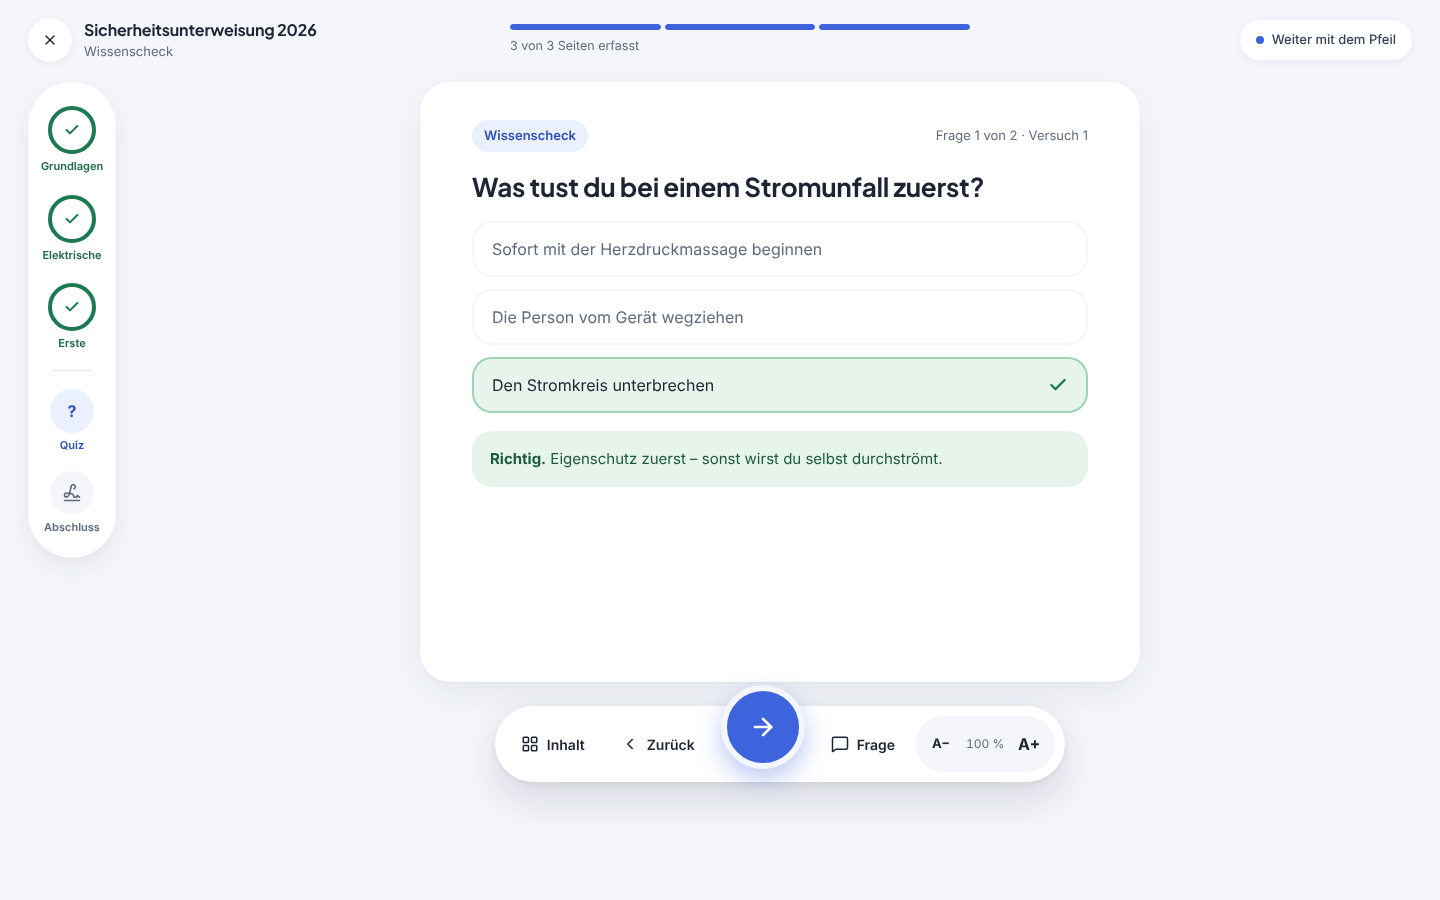 Sicherheitsunterweisung 2026
Wissenscheck
3 von 3 Seiten erfasst
Weiter mit dem Pfeil
Grundlagen
Elektrische
Erste
?
Quiz
Abschluss
Wissenscheck
Frage 1 von 2 · Versuch 1
Was tust du bei einem Stromunfall zuerst?
Sofort mit der Herzdruckmassage beginnen
Die Person vom Gerät wegziehen
Den Stromkreis unterbrechen
Richtig. Eigenschutz zuerst – sonst wirst du selbst durchströmt.
Inhalt
Zurück
Frage
A−
100 %
A+